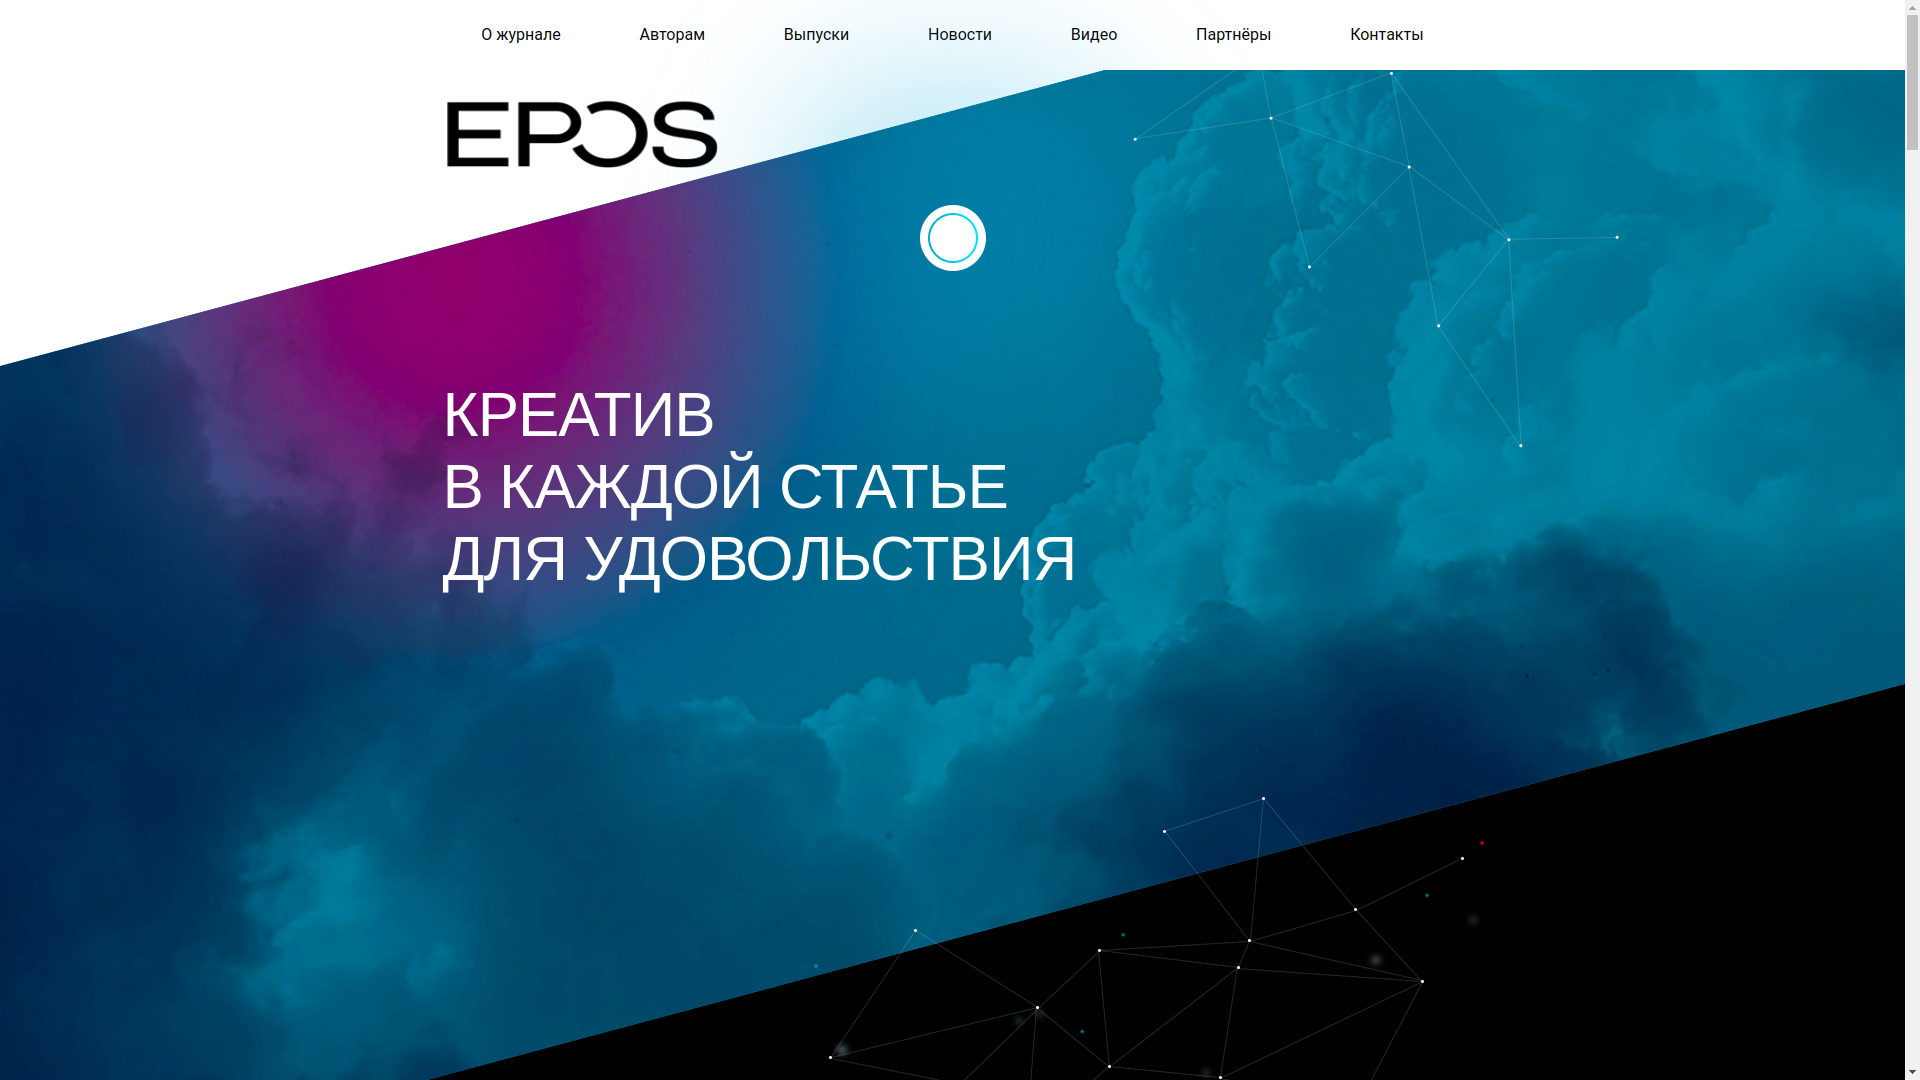 О журнале
Авторам
Выпуски
Новости
Видео
Партнёры
Контакты
EPOS
КРЕАТИВ
В КАЖДОЙ СТАТЬЕ
ДЛЯ УДОВОЛЬСТВИЯ